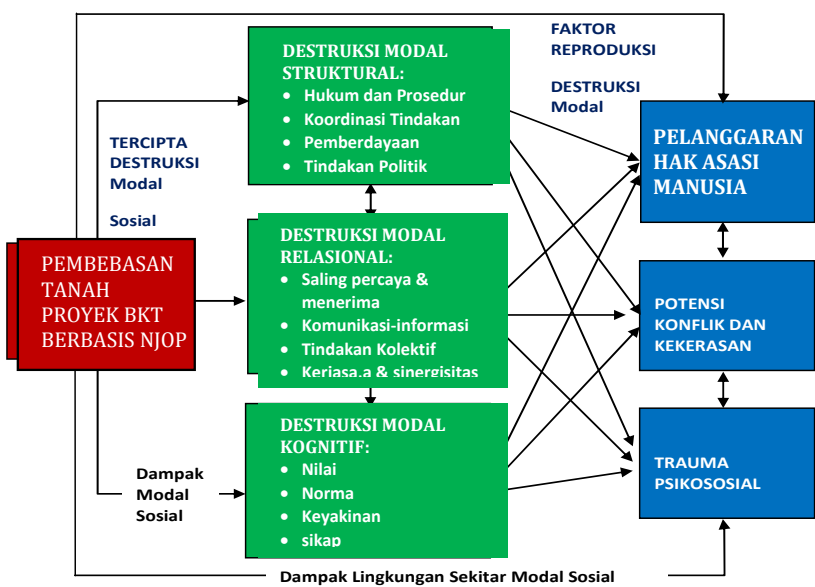 FAKTOR
REPRODUKSI
DESTRUKSI
Modal
DESTRUKSI MODAL
STRUKTURAL:
• Hukum dan Prosedur
• Koordinasi Tindakan
• Pemberdayaan
• Tindakan Politik
TERCIPTA
DESTRUKSI
Modal
Sosial
PELANGGARAN
HAK ASASI
MANUSIA
PEMBEBASAN
TANAH
PROYEK BKT
BERBASIS NJOP
DESTRUKSI MODAL
RELASIONAL:
• Saling percaya &
menerima
• Komunikasi-informasi
• Tindakan Kolektif
• Kerjasa.a & sinergisitas
POTENSI
KONFLIK DAN
KEKERASAN
DESTRUKSI MODAL
KOGNITIF:
• Nilai
• Norma
• Keyakinan
• sikap
Dampak
Modal
Sosial
TRAUMA
PSIKOSOSIAL
Dampak Lingkungan Sekitar Modal Sosial